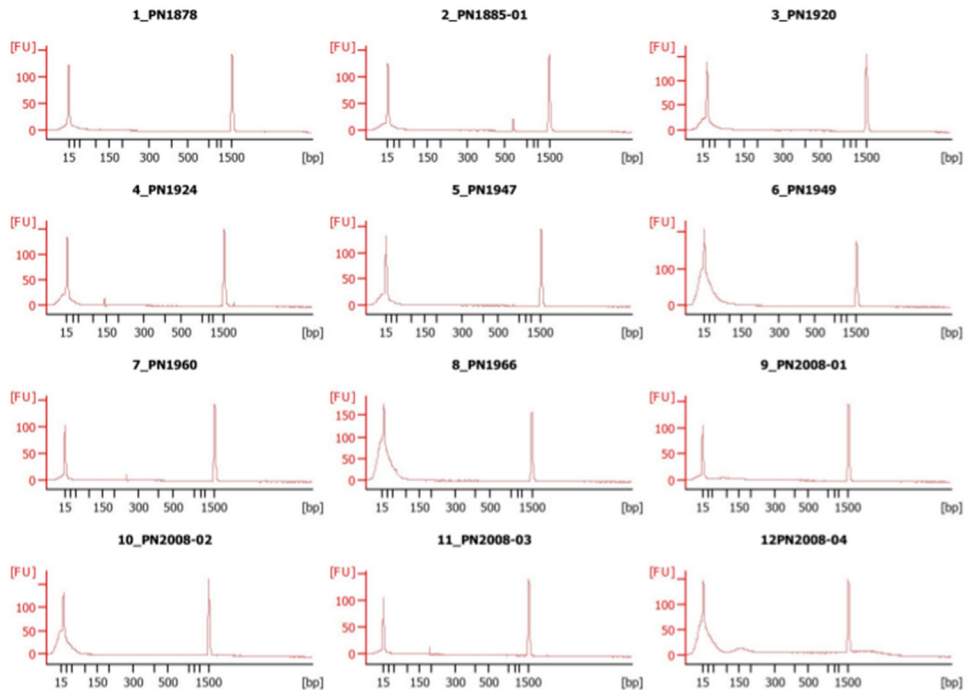 1_PN1878 2_PN1885-01 3_PN1920
[FU] [FU] [FU]
100 100 100
50 50 50
0 0 0
15 150 300 500 1500 [bp] 15 150 300 500 1500 [bp] 15 150 300 500 1500 [bp]
4_PN1924 5_PN1947 6_PN1949
[FU] [FU] [FU]
100 100 100
50 50
0 0 0
15 150 300 500 1500 [bp] 15 150 300 500 1500 [bp] 15 150 300 500 1500 [bp]
7_PN1960 8_PN1966 9_PN2008-01
[FU] [FU] [FU]
150
100 100 100
50 50 50
0 0 0
15 150 300 500 1500 [bp] 15 150 300 500 1500 [bp] 15 150 300 500 1500 [bp]
10_PN2008-02 11_PN2008-03 12PN2008-04
[FU] [FU] [FU]
100 100 100
50 50 50
0 0 0
15 150 300 500 1500 [bp] 15 150 300 500 1500 [bp] 15 150 300 500 1500 [bp]